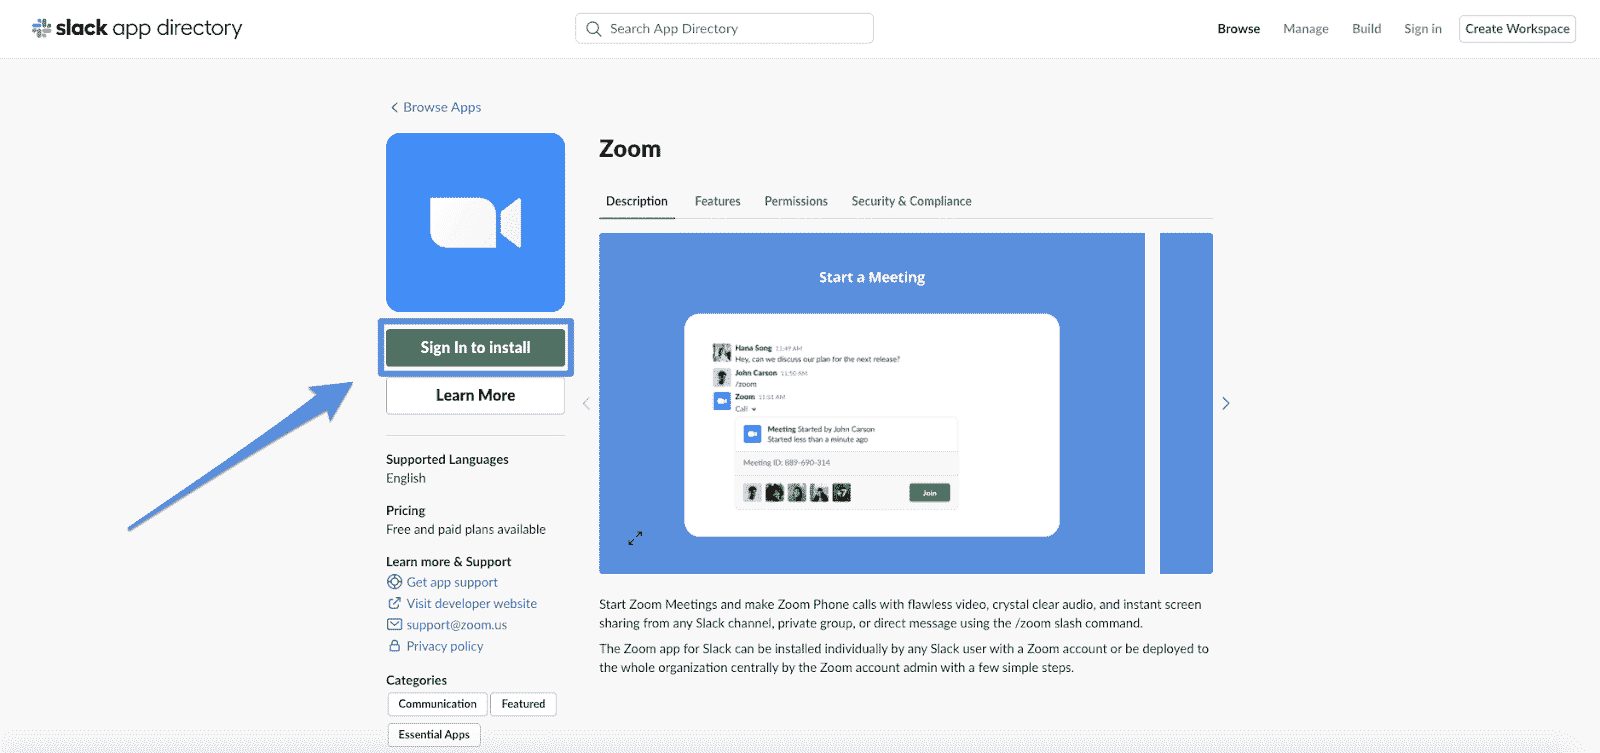 slack app directory
Search App Directory
Browse
Manage
Build
Sign in
Create Workspace
Browse Apps
Sign In to install
Learn More
Supported Languages
English
Pricing
Free and paid plans available
Learn more & Support
Get app support
Visit developer website
support@zoom.us
Privacy policy
Categories
Communication
Featured
Essential Apps
Zoom
Description
Features
Permissions
Security & Compliance
Start a Meeting
Hana Song 11:49 AM
Hey, can we discuss our plan for the next release?
John Carson 11:50 AM
/zoom
Zoom 11:51 AM
Call
Meeting Started by John Carson
Started less than a minute ago
Meeting ID: 889-690-314
+7
Join
Start Zoom Meetings and make Zoom Phone calls with flawless video, crystal clear audio, and instant screen
sharing from any Slack channel, private group, or direct message using the /zoom slash command.
The Zoom app for Slack can be installed individually by any Slack user with a Zoom account or be deployed to
the whole organization centrally by the Zoom account admin with a few simple steps.